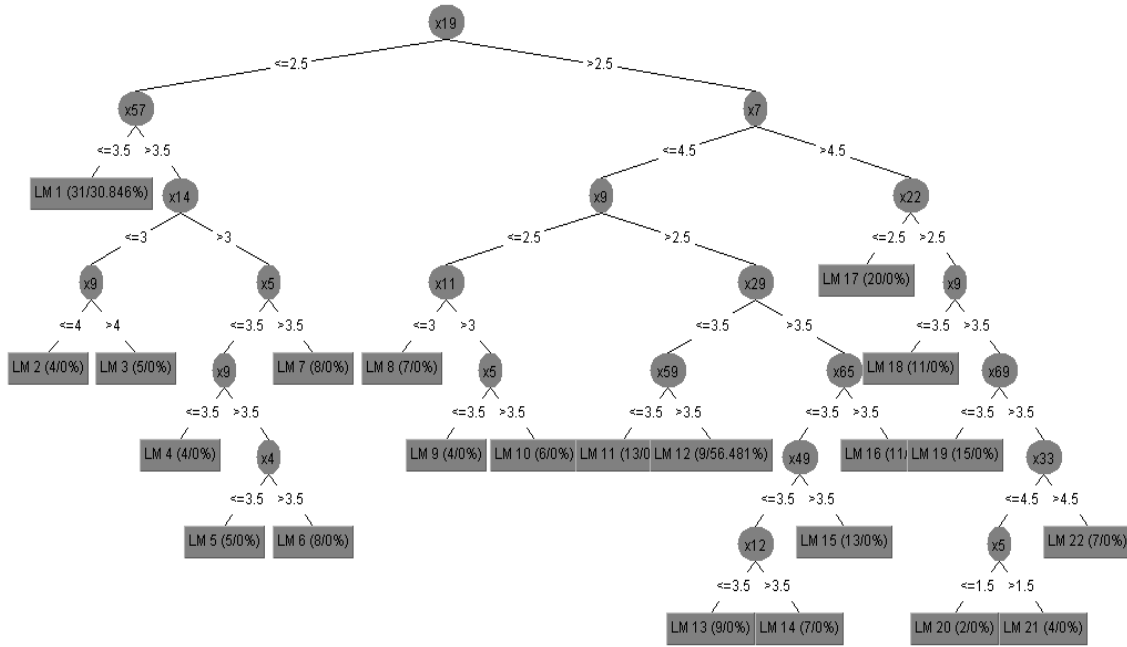 x19
<=2.5 >2.5
x57 x7
<=3.5 >3.5 <=4.5 >4.5
LM 1 (31/30.846%) x14 x9 x22
<=3 >3 <=2.5 >2.5 <=2.5 >2.5
x9 x5 x11 x29 LM 17 (20/0%) x9
<=4 >4 <=3.5 >3.5 <=3 >3 <=3.5 >3.5 <=3.5 >3.5
LM 2 (4/0%) LM 3 (5/0%) x9 LM 7 (8/0%) LM 8 (7/0%) x5 x59 x65 LM 18 (11/0%) x69
<=3.5 >3.5 <=3.5 >3.5 <=3.5 >3.5 <=3.5 >3.5 <=3.5 >3.5
LM 4 (4/0%) x4 LM 9 (4/0%) LM 10 (6/0%) LM 11 (13/0 LM 12 (9/56.481%) x49 LM 16 (11/ LM 19 (15/0%) x33
<=3.5 >3.5 <=3.5 >3.5 <=4.5 >4.5
LM 5 (5/0%) LM 6 (8/0%) x12 LM 15 (13/0%) x5 LM 22 (7/0%)
<=3.5 >3.5 <=1.5 >1.5
LM 13 (9/0%) LM 14 (7/0%) LM 20 (2/0%) LM 21 (4/0%)